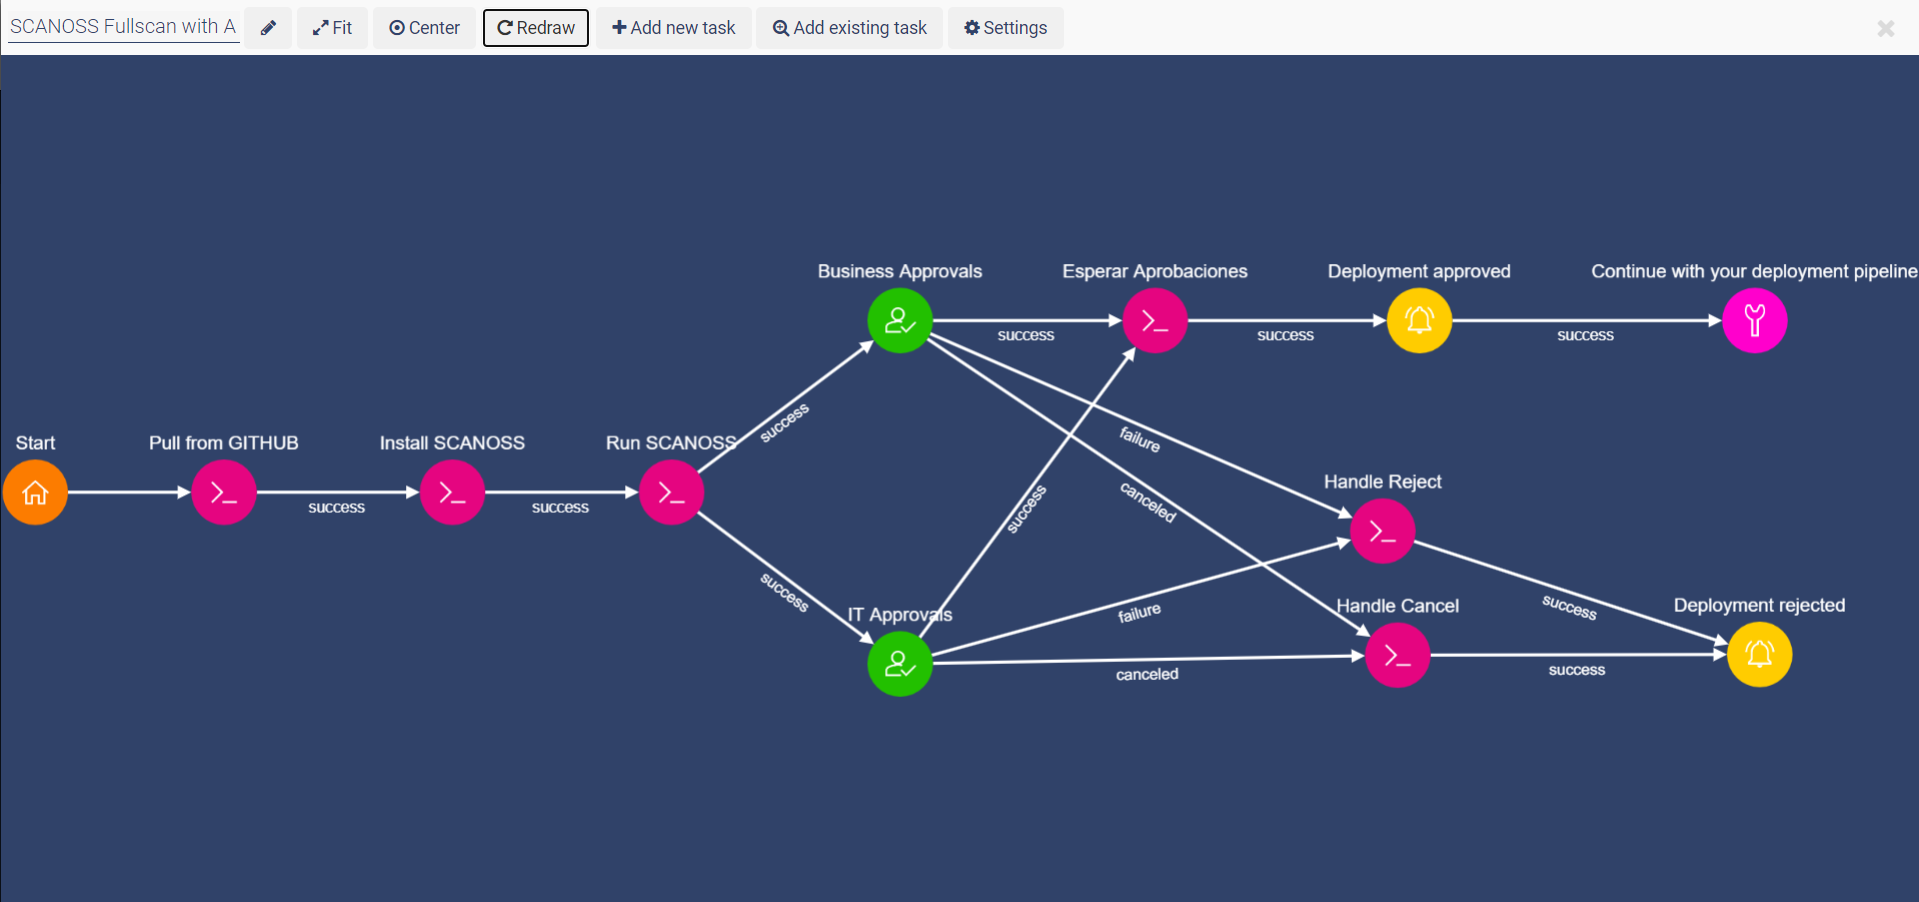 SCANOSS Fullscan with A
Fit
Center
Redraw
Add new task
Add existing task
Settings
Business Approvals
Esperar Aprobaciones
Deployment approved
Continue with your deployment pipeline
success
success
success
success
failure
Start
Pull from GITHUB
Install SCANOSS
Run SCANOSS
success
success
canceled
success
Handle Reject
success
IT Approvals
failure
canceled
Handle Cancel
success
success
Deployment rejected